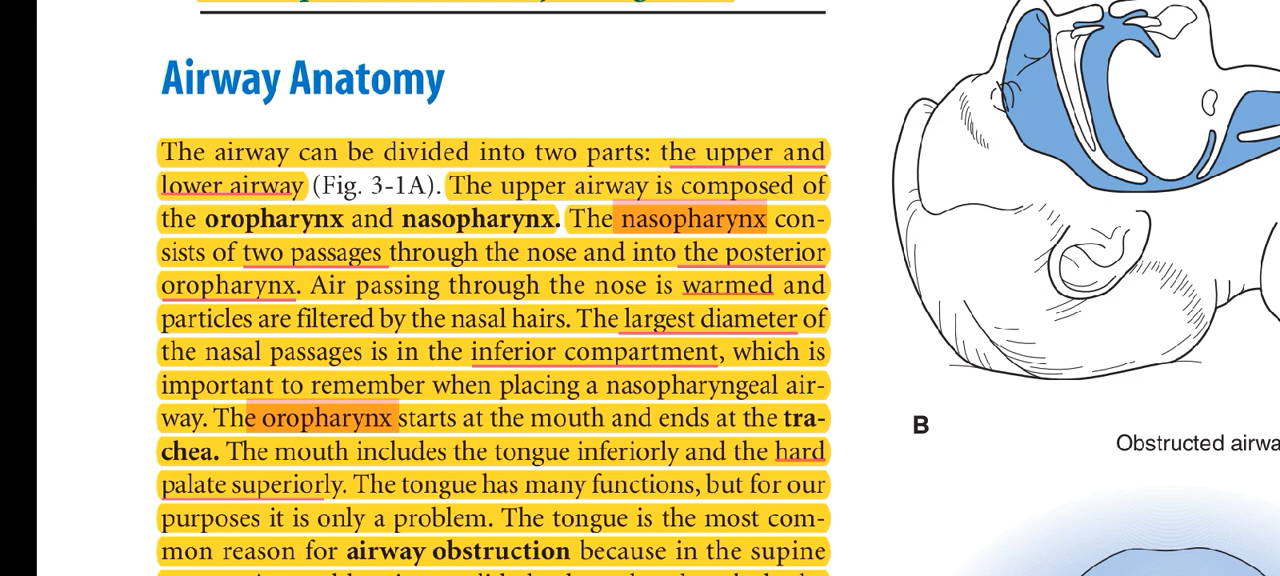 Airway Anatomy
The airway can be divided into two parts: the upper and
lower airway (Fig. 3-1A). The upper airway is composed of
the oropharynx and nasopharynx. The nasopharynx con-
sists of two passages through the nose and into the posterior
oropharynx. Air passing through the nose is warmed and
particles are filtered by the nasal hairs. The largest diameter of
the nasal passages is in the inferior compartment, which is
important to remember when placing a nasopharyngeal air-
way. The oropharynx starts at the mouth and ends at the tra-
chea. The mouth includes the tongue inferiorly and the hard
palate superiorly. The tongue has many functions, but for our
purposes it is only a problem. The tongue is the most com-
mon reason for airway obstruction because in the supine
B
Obstructed airwa